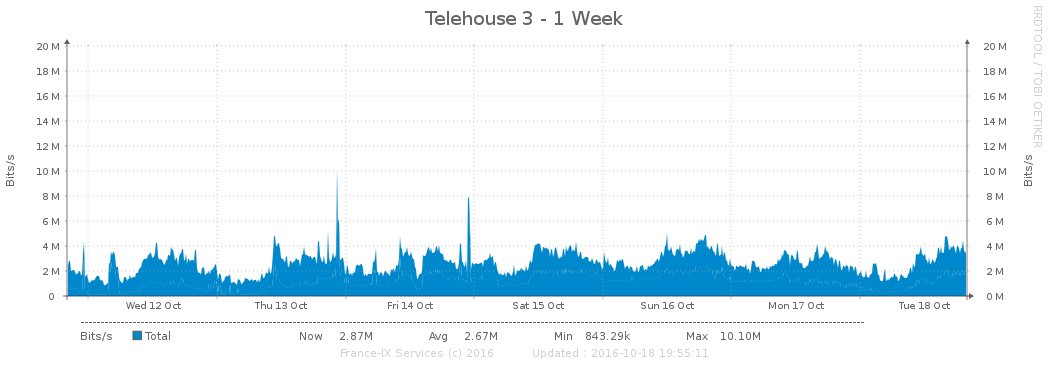 Telehouse 3 - 1 Week
RRDTOOL / TOBI OETIKER
20 M 20 M
18 M 18 M
16 M 16 M
14 M 14 M
12 M 12 M
10 M 10 M
8 M 8 M
6 M 6 M
4 M 4 M
2 M 2 M
0 0 M
Bits/s
Bits/s
Wed 12 Oct Thu 13 Oct Fri 14 Oct Sat 15 Oct Sun 16 Oct Mon 17 Oct Tue 18 Oct
Bits/s Total Now 2.87M Avg 2.67M Min 843.29k Max 10.10M
France-IX Services (c) 2016 Updated : 2016-10-18 19:55:11